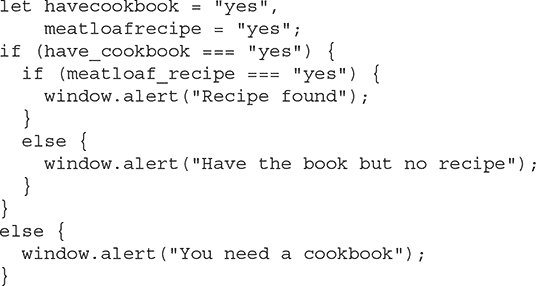 let havecookbook = "yes",
    meatloafrecipe = "yes";
if (have_cookbook === "yes") {
  if (meatloaf_recipe === "yes") {
    window.alert("Recipe found");
  }
  else {
    window.alert("Have the book but no recipe");
  }
}
else {
  window.alert("You need a cookbook");
}